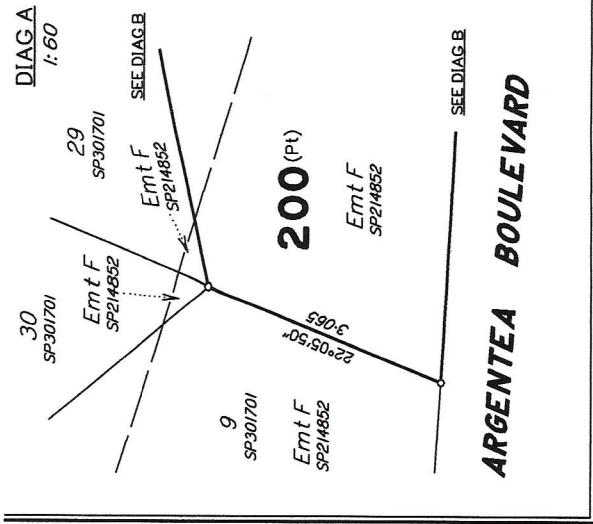 DIAG A
1:60
30
SP301701
29
SP301701
SEE DIAG B
Emt F
SP214852
Emt F
SP214852
200 (Pt)
Emt F
SP214852
22°05'50"
3·065
9
SP301701
Emt F
SP214852
SEE DIAG B
ARGENTEA BOULEVARD